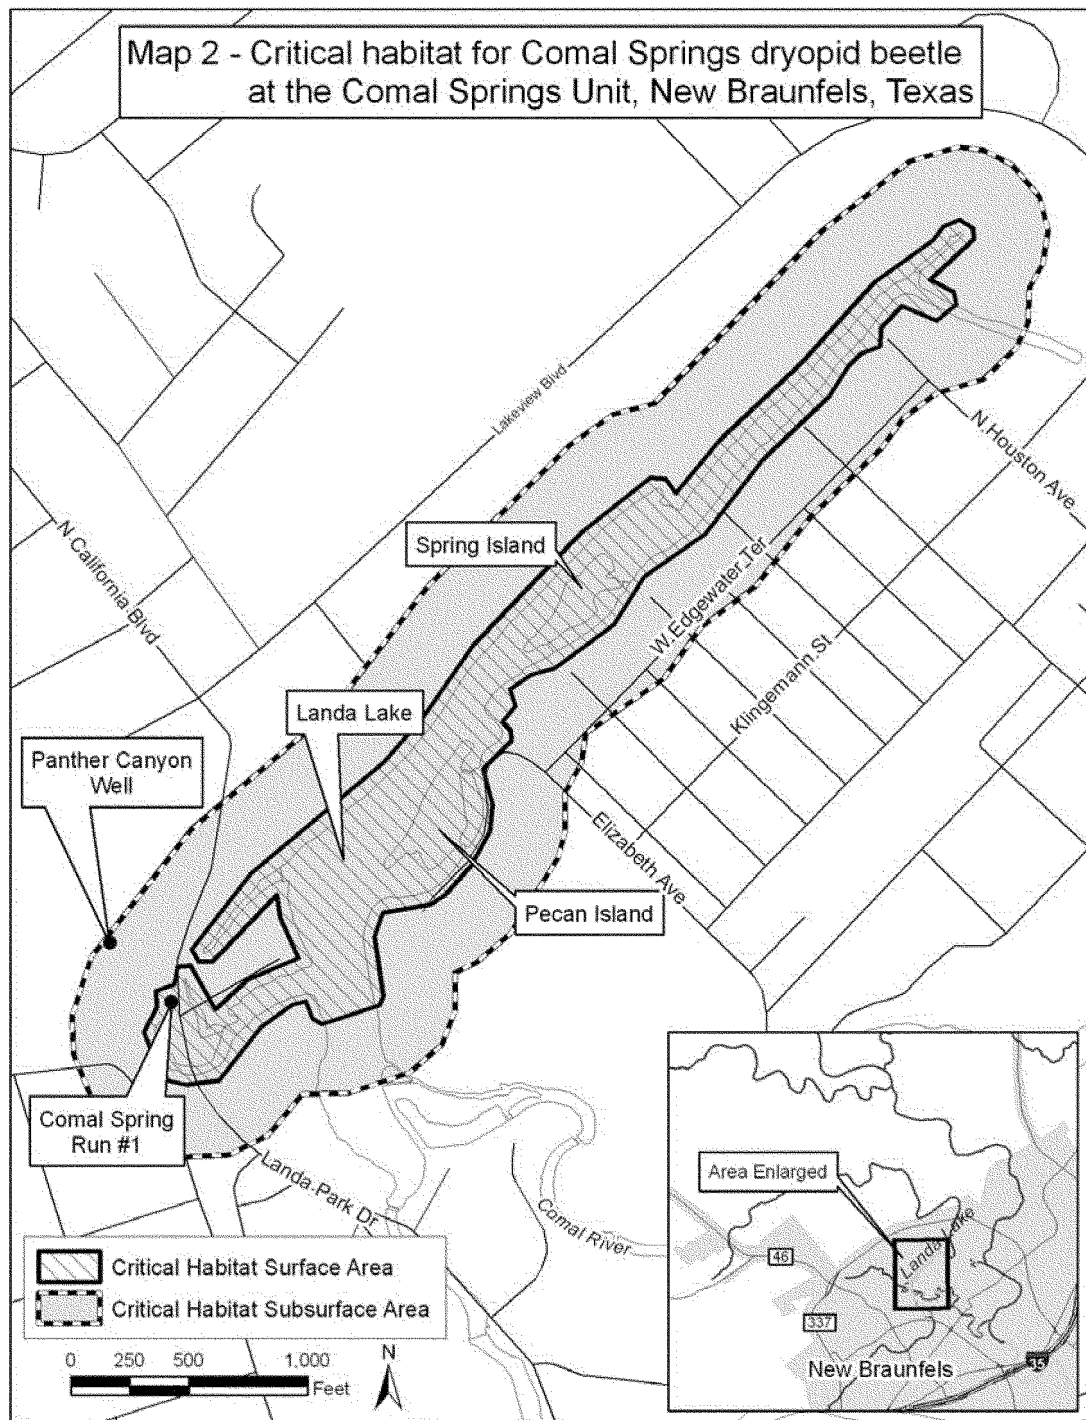 Map 2 - Critical habitat for Comal Springs dryopid beetle
at the Comal Springs Unit, New Braunfels, Texas
Lakeview Blvd
N Houston Ave
N California Blvd
Spring Island
W Edgewater Ter
Klingemann St
Landa Lake
Panther Canyon
Well
Elizabeth Ave
Pecan Island
Comal Spring
Run #1
Landa Park Dr
Comal River
Area Enlarged
Landa Lake
46
337
35
New Braunfels
Critical Habitat Surface Area
Critical Habitat Subsurface Area
0 250 500 1,000
Feet
N